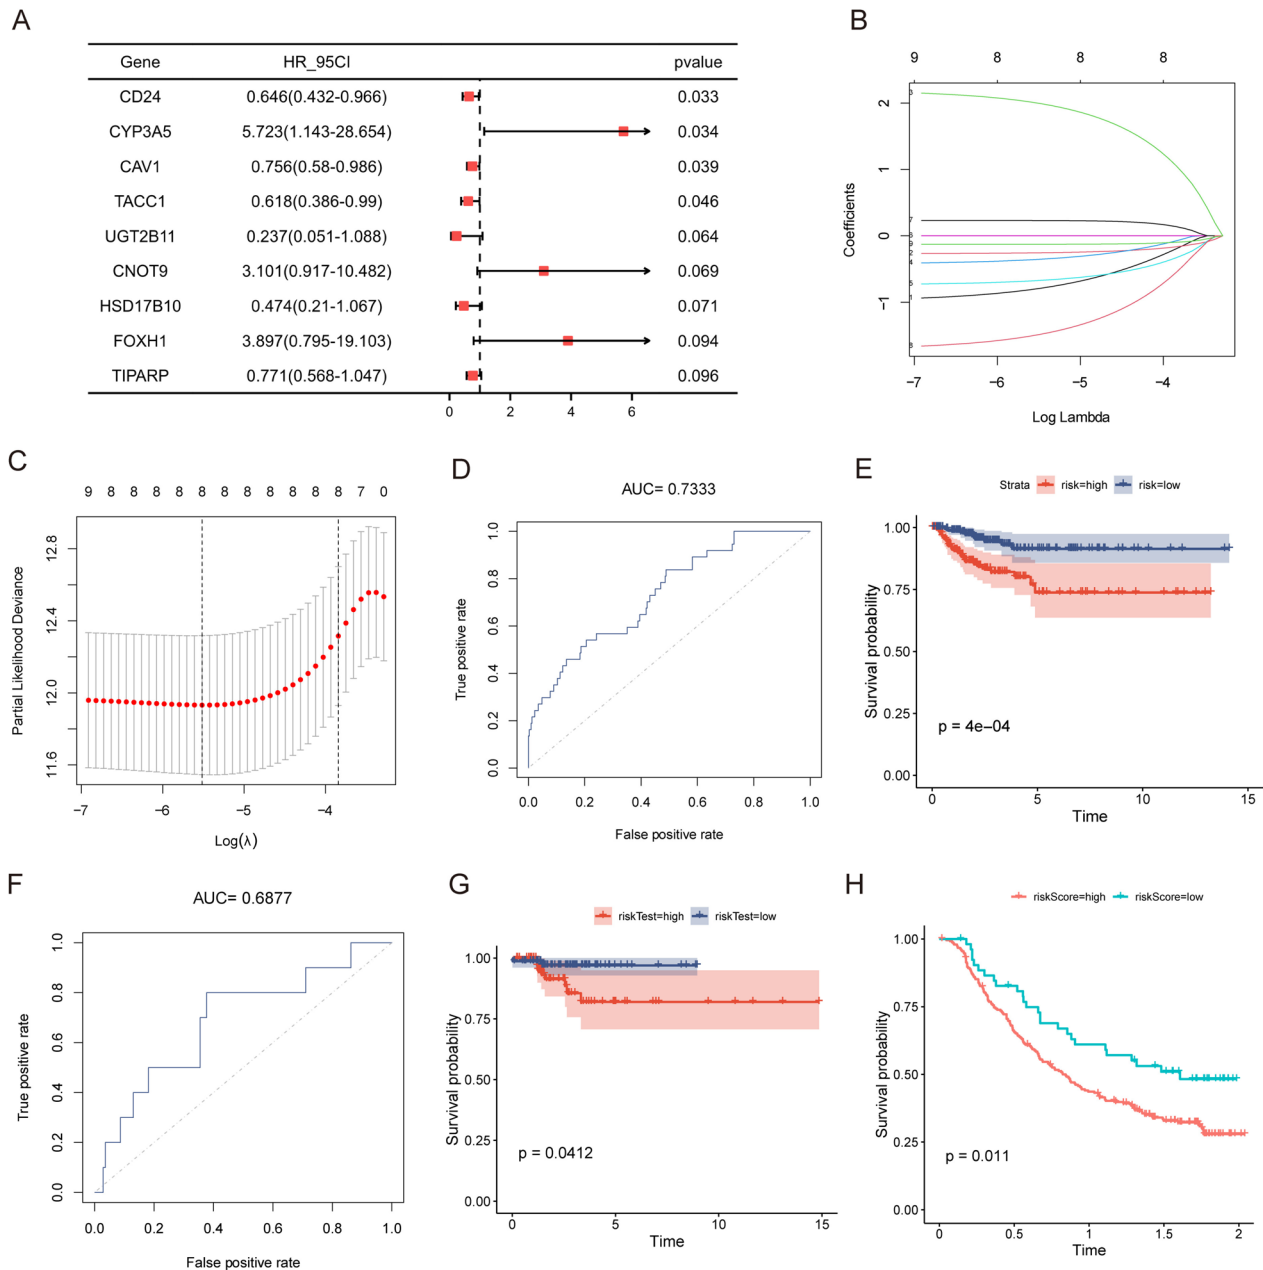 A
Gene HR_95CI pvalue
CD24 0.646(0.432-0.966) 0.033
CYP3A5 5.723(1.143-28.654) 0.034
CAV1 0.756(0.58-0.986) 0.039
TACC1 0.618(0.386-0.99) 0.046
UGT2B11 0.237(0.051-1.088) 0.064
CNOT9 3.101(0.917-10.482) 0.069
HSD17B10 0.474(0.21-1.067) 0.071
FOXH1 3.897(0.795-19.103) 0.094
TIPARP 0.771(0.568-1.047) 0.096
0 2 4 6
B
9 8 8 8
Coefficients
2
1
0
−1
7
9
2
4
5
1
−7 −6 −5 −4
Log Lambda
C
9 8 8 8 8 8 8 8 8 8 8 8 7 0
Partial Likelihood Deviance
12.8
12.4
12.0
11.6
−7 −6 −5 −4
Log(λ)
D
AUC= 0.7333
True positive rate
1.0
0.8
0.6
0.4
0.2
0.0
0.0 0.2 0.4 0.6 0.8 1.0
False positive rate
E
Strata risk=high risk=low
Survival probability
1.00
0.75
0.50
0.25
0.00
p = 4e−04
0 5 10 15
Time
F
AUC= 0.6877
True positive rate
1.0
0.8
0.6
0.4
0.2
0.0
0.0 0.2 0.4 0.6 0.8 1.0
False positive rate
G
riskTest=high riskTest=low
Survival probability
1.00
0.75
0.50
0.25
0.00
p = 0.0412
0 5 10 15
Time
H
riskScore=high riskScore=low
Survival probability
1.00
0.75
0.50
0.25
0.00
p = 0.011
0 0.5 1 1.5 2
Time